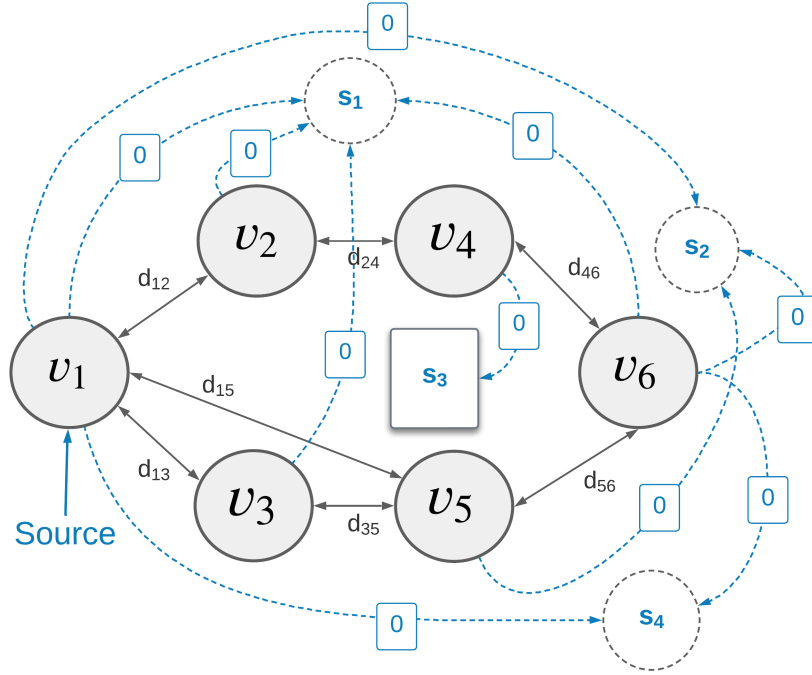 0
s₁
0
0
0
v₂
d₂₄
v₄
s₂
d₁₂
d₄₆
0
0
0
v₁
s₃
v₆
d₁₅
d₁₃
v₃
d₃₅
v₅
d₅₆
0
0
Source
0
s₄